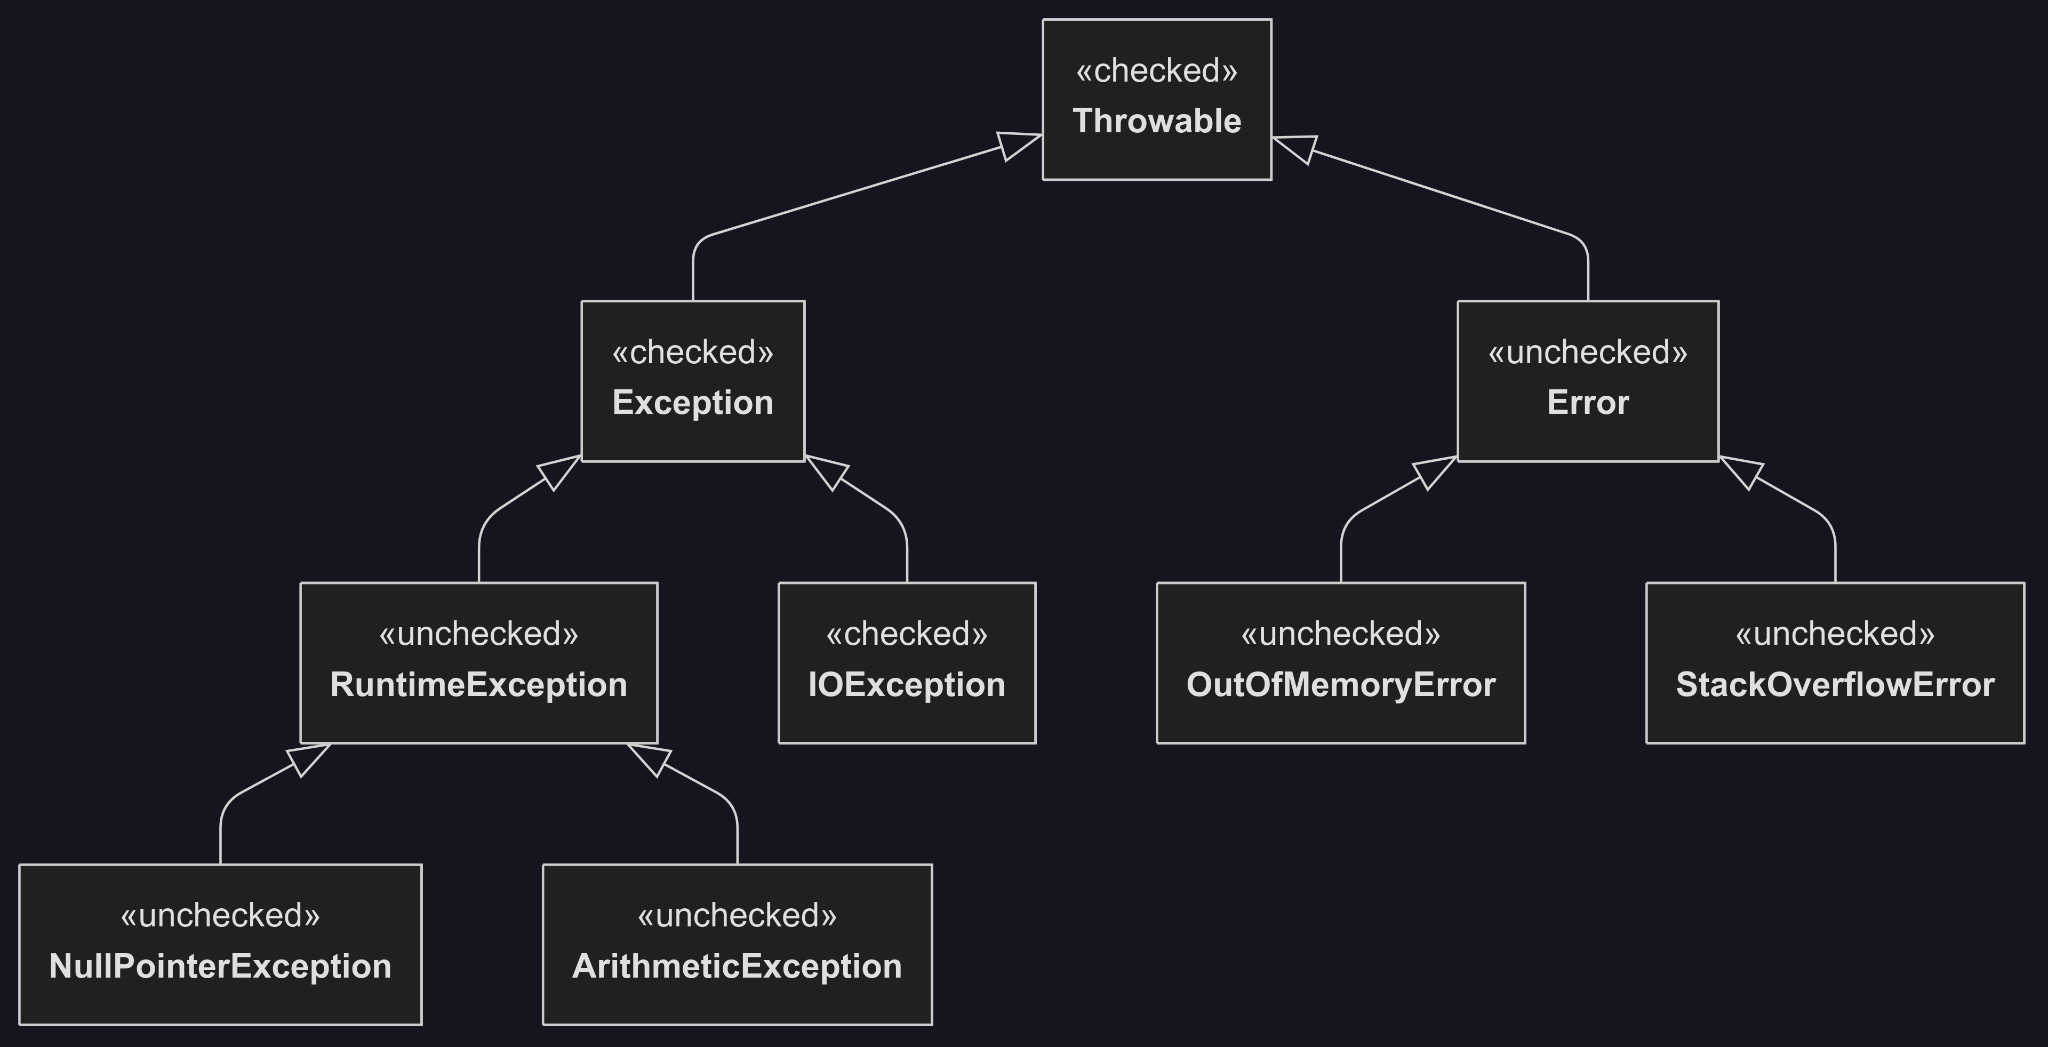 «checked»
Throwable
«checked»
Exception
«unchecked»
Error
«unchecked»
RuntimeException
«checked»
IOException
«unchecked»
OutOfMemoryError
«unchecked»
StackOverflowError
«unchecked»
NullPointerException
«unchecked»
ArithmeticException